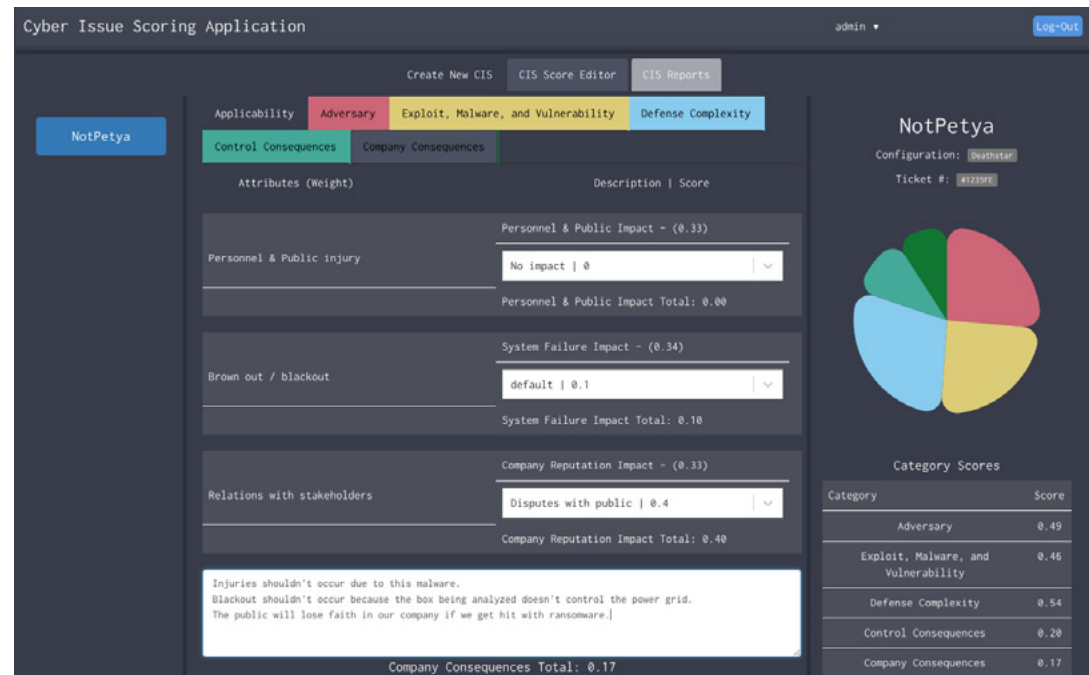 Cyber Issue Scoring Application
admin ▾
Log-Out
Create New CIS
CIS Score Editor
CIS Reports
NotPetya
Applicability
Adversary
Exploit, Malware, and Vulnerability
Defense Complexity
Control Consequences
Company Consequences
Attributes (Weight)
Description | Score
Personnel & Public injury
Personnel & Public Impact - (0.33)
No impact | 0
Personnel & Public Impact Total: 0.00
Brown out / blackout
System Failure Impact - (0.34)
default | 0.1
System Failure Impact Total: 0.10
Relations with stakeholders
Company Reputation Impact - (0.33)
Disputes with public | 0.4
Company Reputation Impact Total: 0.40
Injuries shouldn't occur due to this malware.
Blackout shouldn't occur because the box being analyzed doesn't control the power grid.
The public will lose faith in our company if we get hit with ransomware.
Company Consequences Total: 0.17
NotPetya
Configuration: Deathstar
Ticket #: #1235FE
Category Scores
Category Score
Adversary 0.49
Exploit, Malware, and 0.46
Vulnerability
Defense Complexity 0.54
Control Consequences 0.20
Company Consequences 0.17